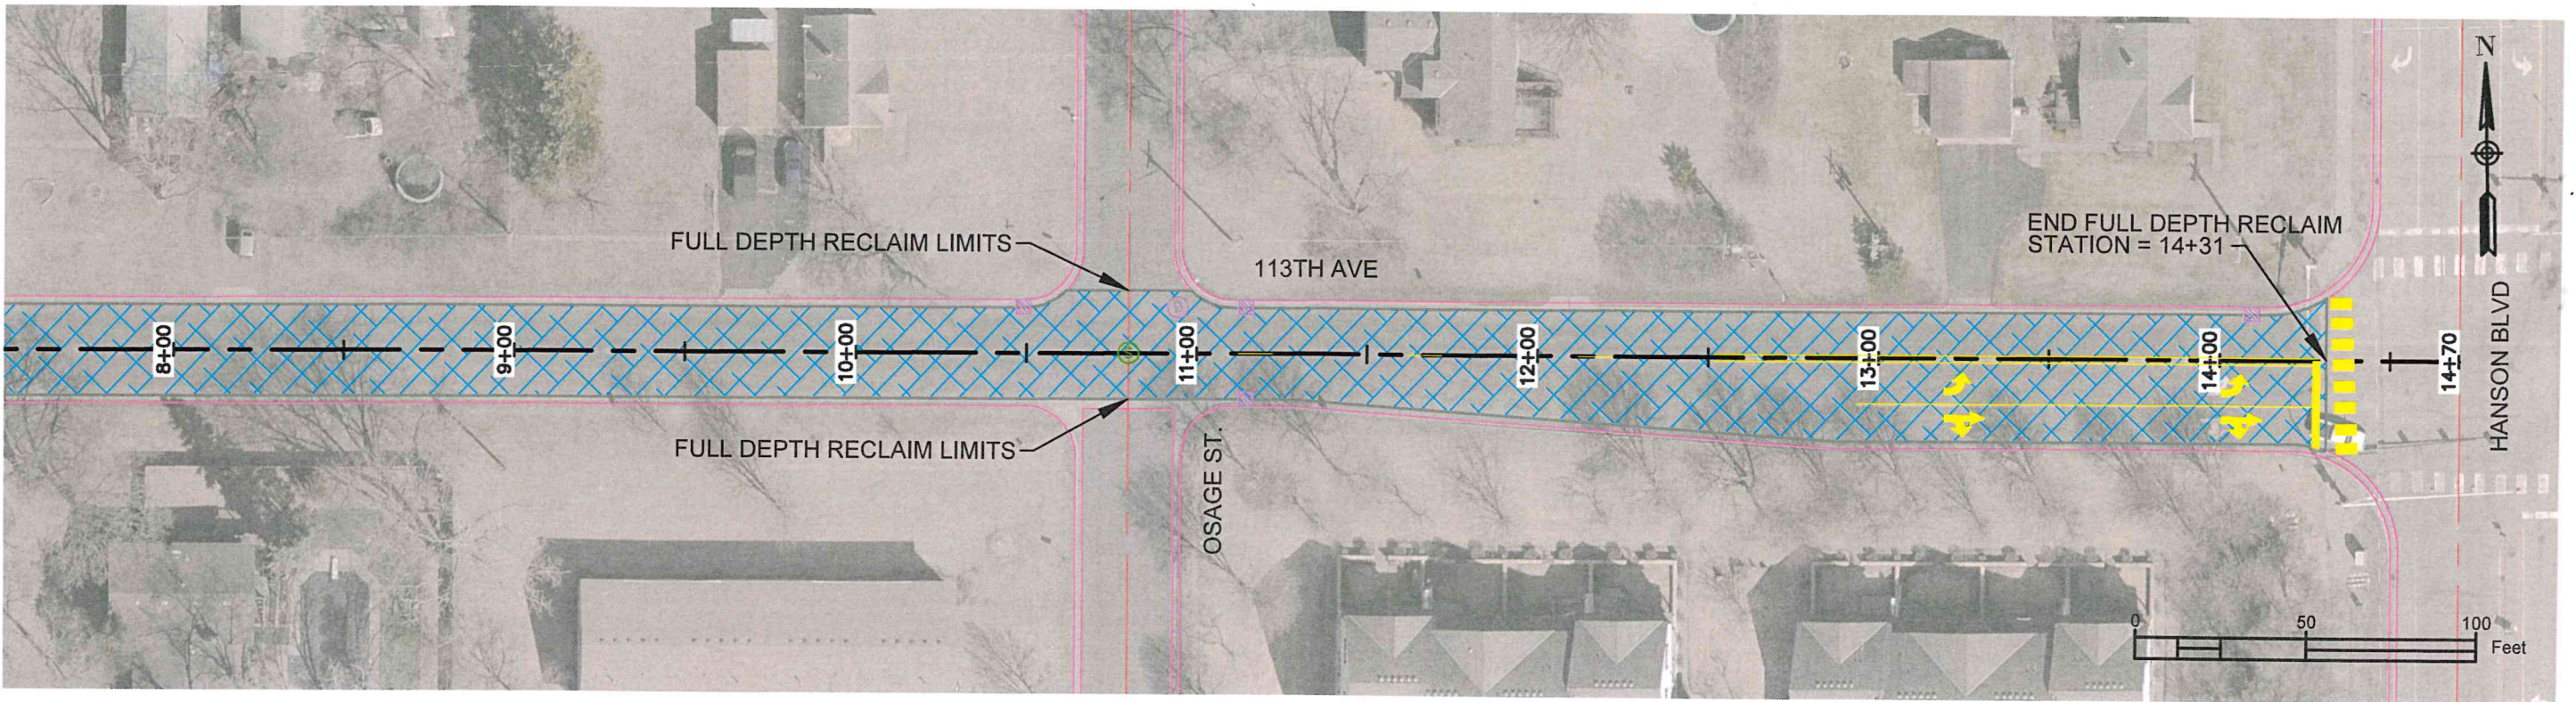 N
FULL DEPTH RECLAIM LIMITS
113TH AVE
END FULL DEPTH RECLAIM
STATION = 14+31
8+00
9+00
10+00
S
D
11+00
12+00
13+00
14+00
14+70
HANSON BLVD
FULL DEPTH RECLAIM LIMITS
OSAGE ST.
0 50 100
Feet